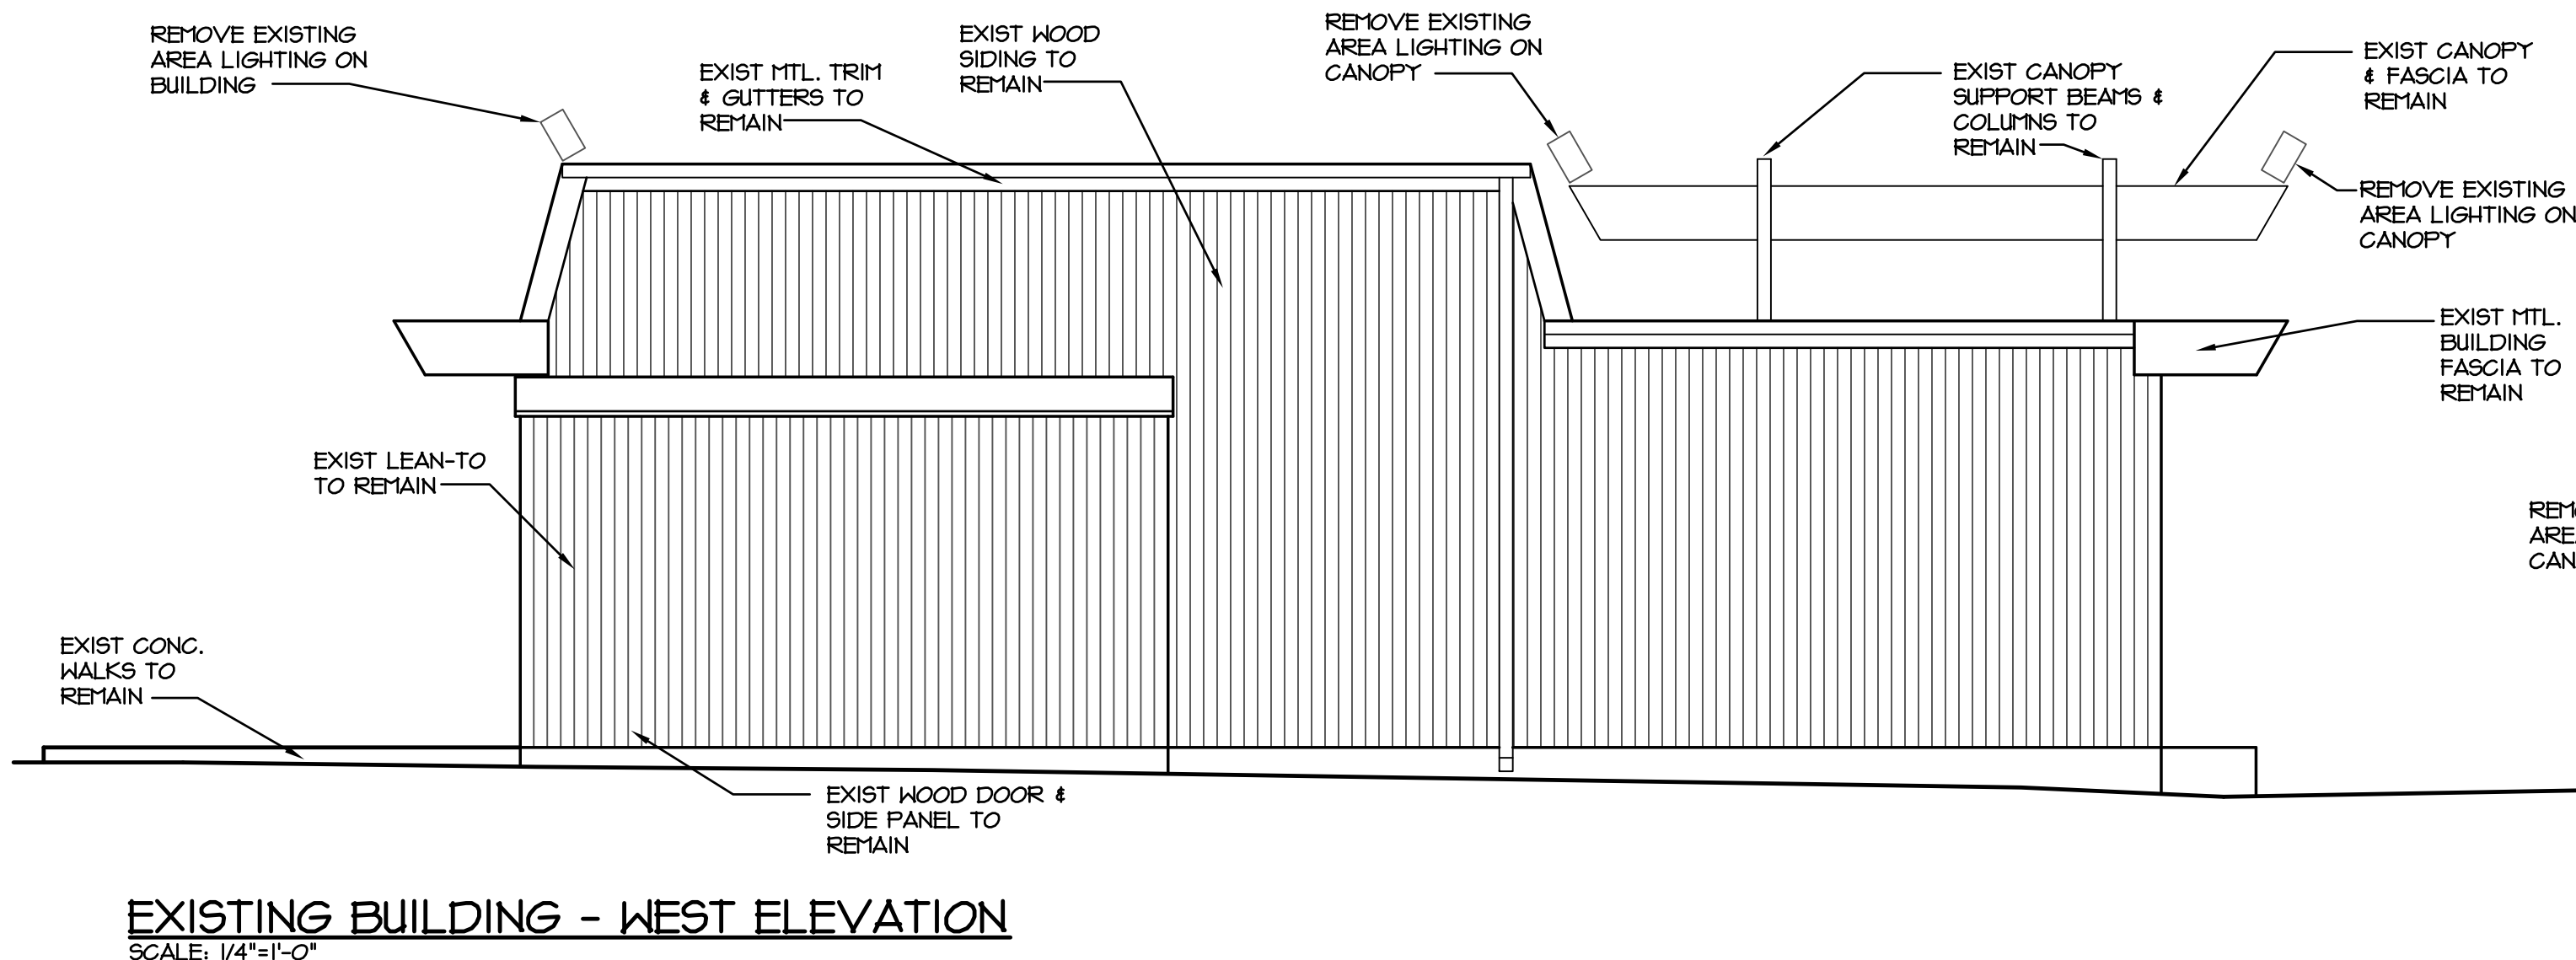 REMOVE EXISTING
AREA LIGHTING ON
BUILDING
EXIST MTL. TRIM
& GUTTERS TO
REMAIN
EXIST WOOD
SIDING TO
REMAIN
REMOVE EXISTING
AREA LIGHTING ON
CANOPY
EXIST CANOPY
SUPPORT BEAMS &
COLUMNS TO
REMAIN
EXIST CANOPY
& FASCIA TO
REMAIN
REMOVE EXISTING
AREA LIGHTING ON
CANOPY
EXIST MTL.
BUILDING
FASCIA TO
REMAIN
EXIST LEAN-TO
TO REMAIN
EXIST CONC.
WALKS TO
REMAIN
EXIST WOOD DOOR &
SIDE PANEL TO
REMAIN
EXISTING BUILDING - WEST ELEVATION
SCALE: 1/4"=1'-0"